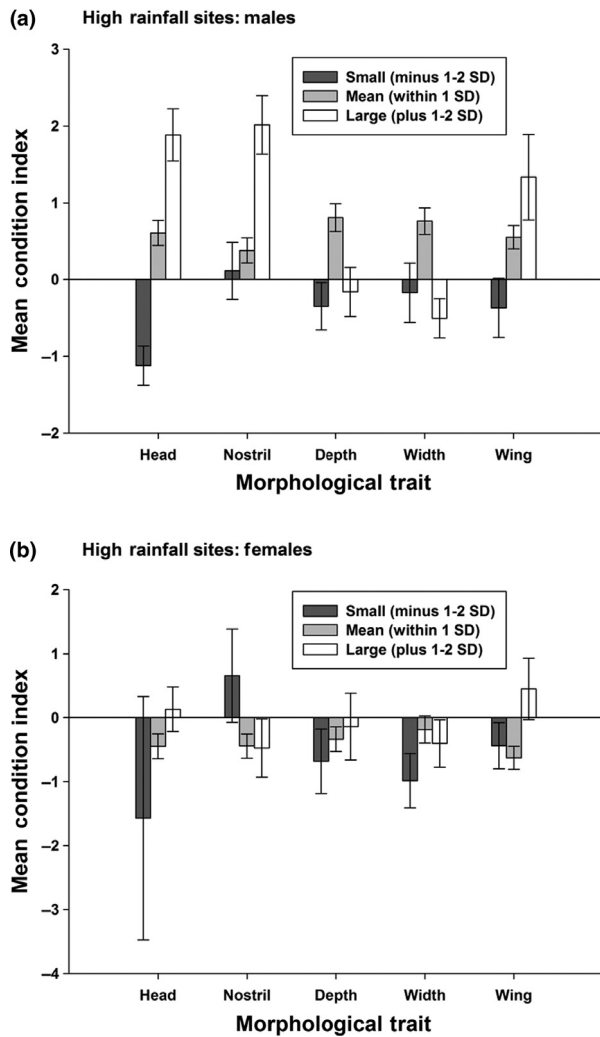 (a) High rainfall sites: males
3
2
1
0
–1
–2
Mean condition index
Small (minus 1-2 SD)
Mean (within 1 SD)
Large (plus 1-2 SD)
Head Nostril Depth Width Wing
Morphological trait
(b) High rainfall sites: females
2
1
0
–1
–2
–3
–4
Mean condition index
Small (minus 1-2 SD)
Mean (within 1 SD)
Large (plus 1-2 SD)
Head Nostril Depth Width Wing
Morphological trait